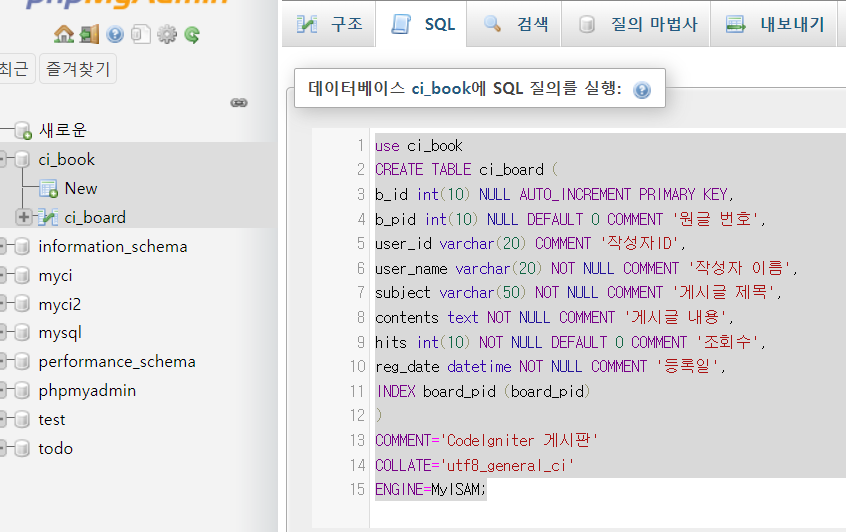 phpMyAdmin
최근 즐겨찾기
새로운
ci_book
New
ci_board
information_schema
myci
myci2
mysql
performance_schema
phpmyadmin
test
todo
구조 SQL 검색 질의 마법사 내보내기
데이터베이스 ci_book에 SQL 질의를 실행:
1 use ci_book
2 CREATE TABLE ci_board (
3 b_id int(10) NULL AUTO_INCREMENT PRIMARY KEY,
4 b_pid int(10) NULL DEFAULT 0 COMMENT '원글 번호',
5 user_id varchar(20) COMMENT '작성자ID',
6 user_name varchar(20) NOT NULL COMMENT '작성자 이름',
7 subject varchar(50) NOT NULL COMMENT '게시글 제목',
8 contents text NOT NULL COMMENT '게시글 내용',
9 hits int(10) NOT NULL DEFAULT 0 COMMENT '조회수',
10 reg_date datetime NOT NULL COMMENT '등록일',
11 INDEX board_pid (board_pid)
12 )
13 COMMENT='CodeIgniter 게시판'
14 COLLATE='utf8_general_ci'
15 ENGINE=MyISAM;